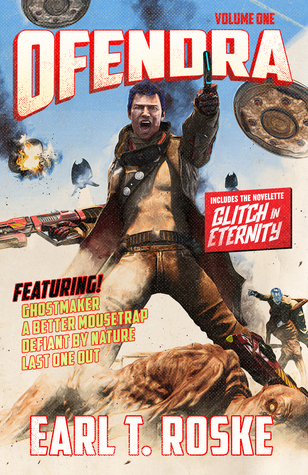 VOLUME ONE
OFENDRA
INCLUDES THE NOVELETTE
GLITCH IN
ETERNITY
FEATURING!
GHOSTMAKER
A BETTER MOUSETRAP
DEFIANT BY NATURE
LAST ONE OUT
EARL T. ROSKE